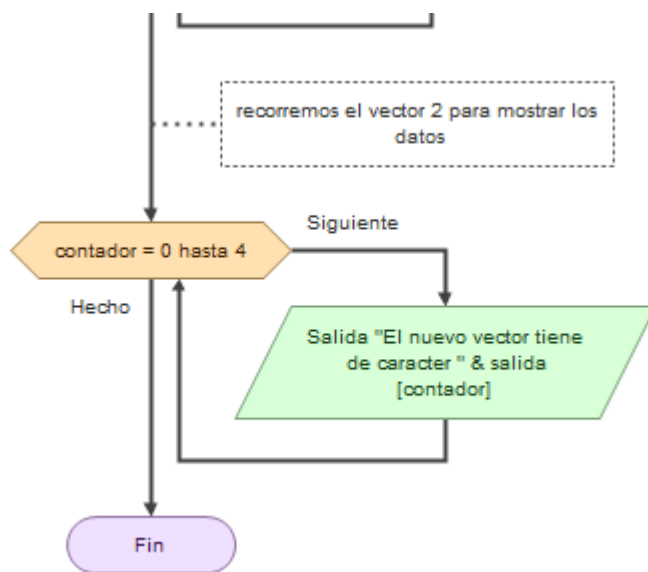 recorremos el vector 2 para mostrar los
datos
Siguiente
contador = 0 hasta 4
Hecho
Salida "El nuevo vector tiene
de caracter " & salida
[contador]
Fin